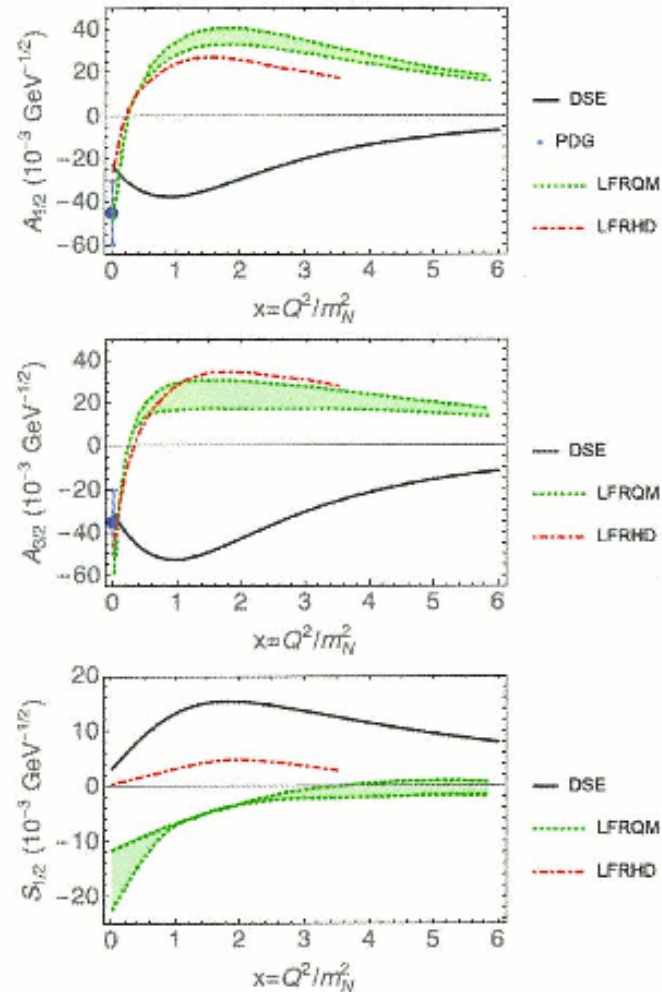 40
20
0
−20
−40
−60
A1/2 (10−3 GeV−1/2)
0 1 2 3 4 5 6
x=Q2/m2N
DSE
PDG
LFRQM
LFRHD
40
20
0
−20
−40
−60
A3/2 (10−3 GeV−1/2)
0 1 2 3 4 5 6
x=Q2/m2N
DSE
LFRQM
LFRHD
20
10
0
−10
−20
S1/2 (10−3 GeV−1/2)
0 1 2 3 4 5 6
x=Q2/m2N
DSE
LFRQM
LFRHD